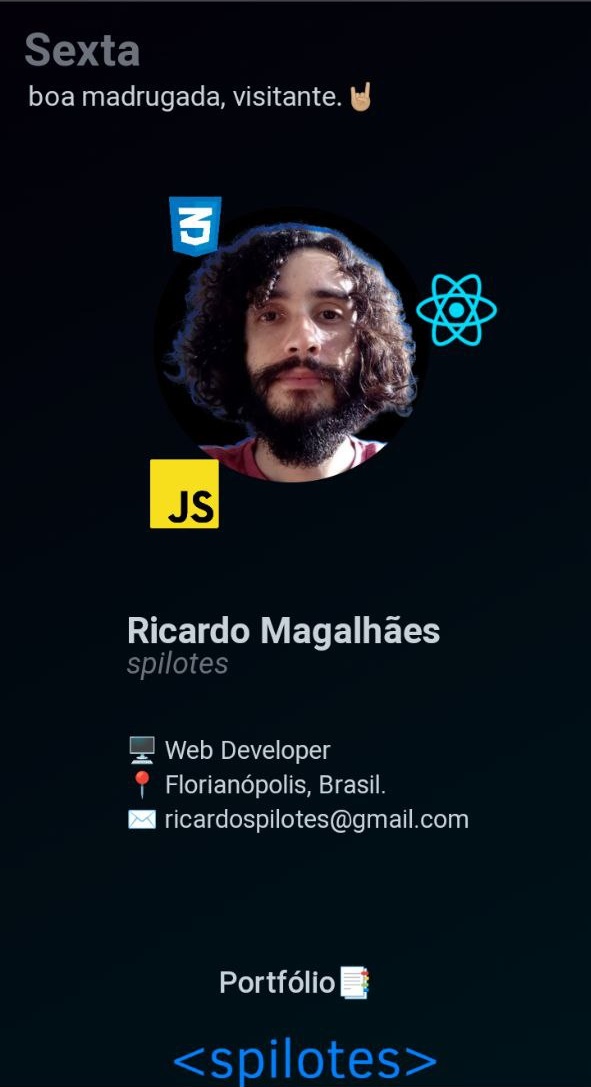 Sexta
boa madrugada, visitante.🤘🏼
3
JS
Ricardo Magalhães
spilotes
🖥️ Web Developer
📍 Florianópolis, Brasil.
✉️ ricardospilotes@gmail.com
Portfólio📑
<spilotes>